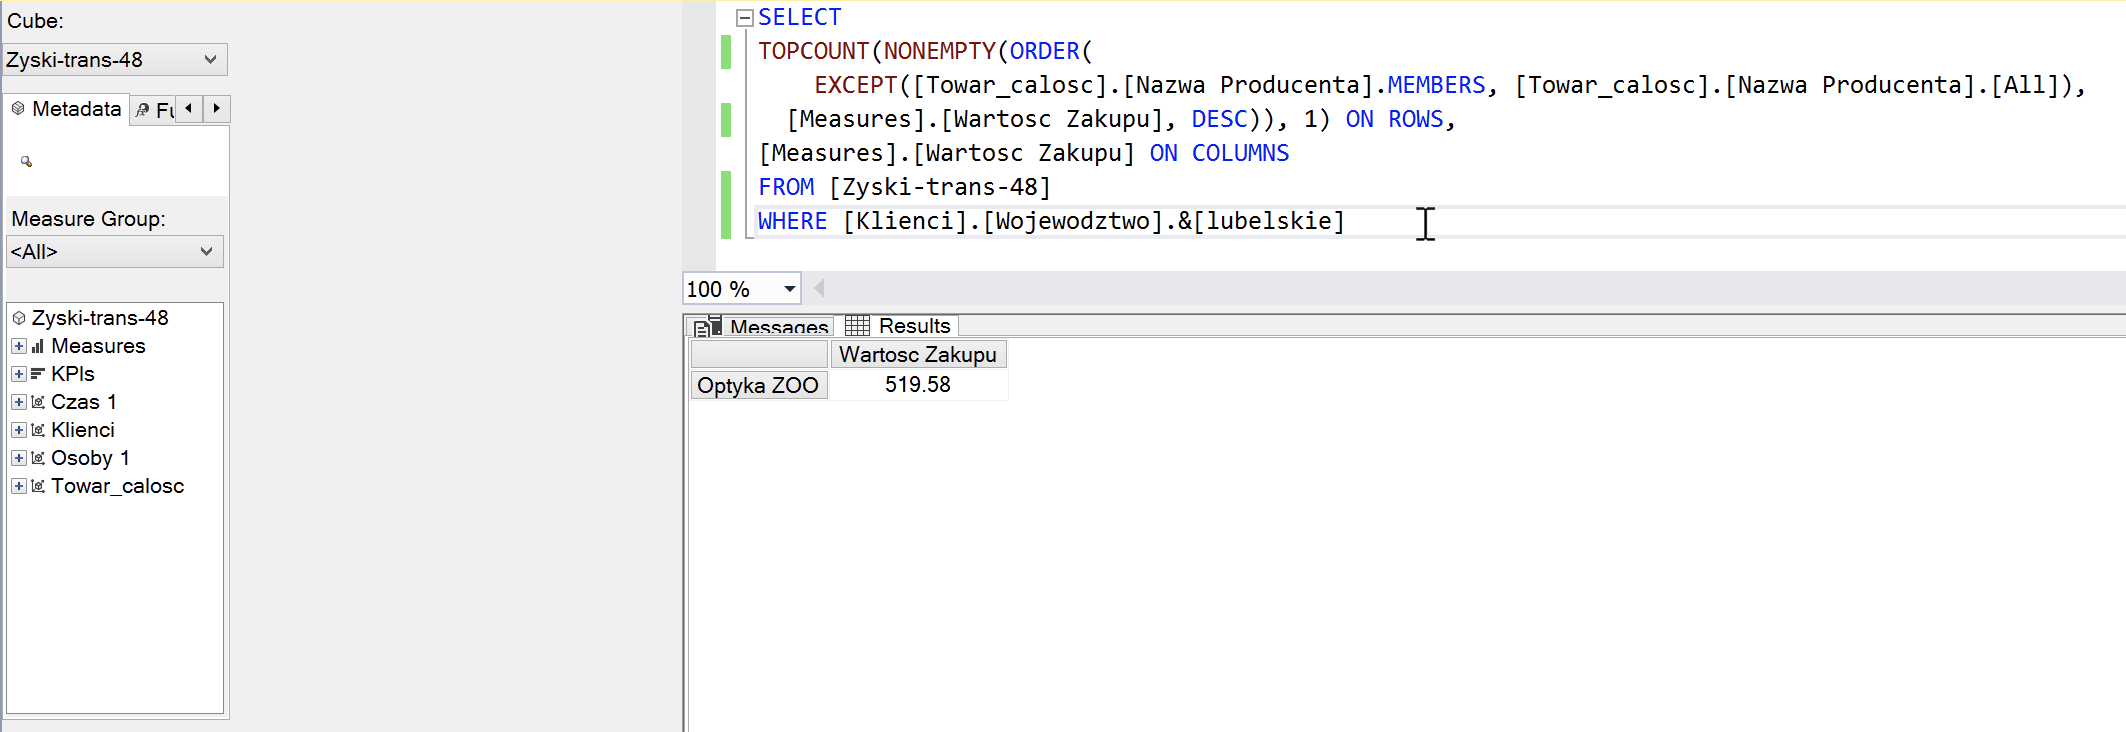 Cube:
Zyski-trans-48
Metadata
Fu
Measure Group:
<All>
Zyski-trans-48
Measures
KPIs
Czas 1
Klienci
Osoby 1
Towar_calosc
SELECT
TOPCOUNT(NONEMPTY(ORDER(
EXCEPT([Towar_calosc].[Nazwa Producenta].MEMBERS, [Towar_calosc].[Nazwa Producenta].[All]),
[Measures].[Wartosc Zakupu], DESC)), 1) ON ROWS,
[Measures].[Wartosc Zakupu] ON COLUMNS
FROM [Zyski-trans-48]
WHERE [Klienci].[Wojewodztwo].&[lubelskie]
100 %
Messages Results
Wartosc Zakupu
Optyka ZOO 519.58